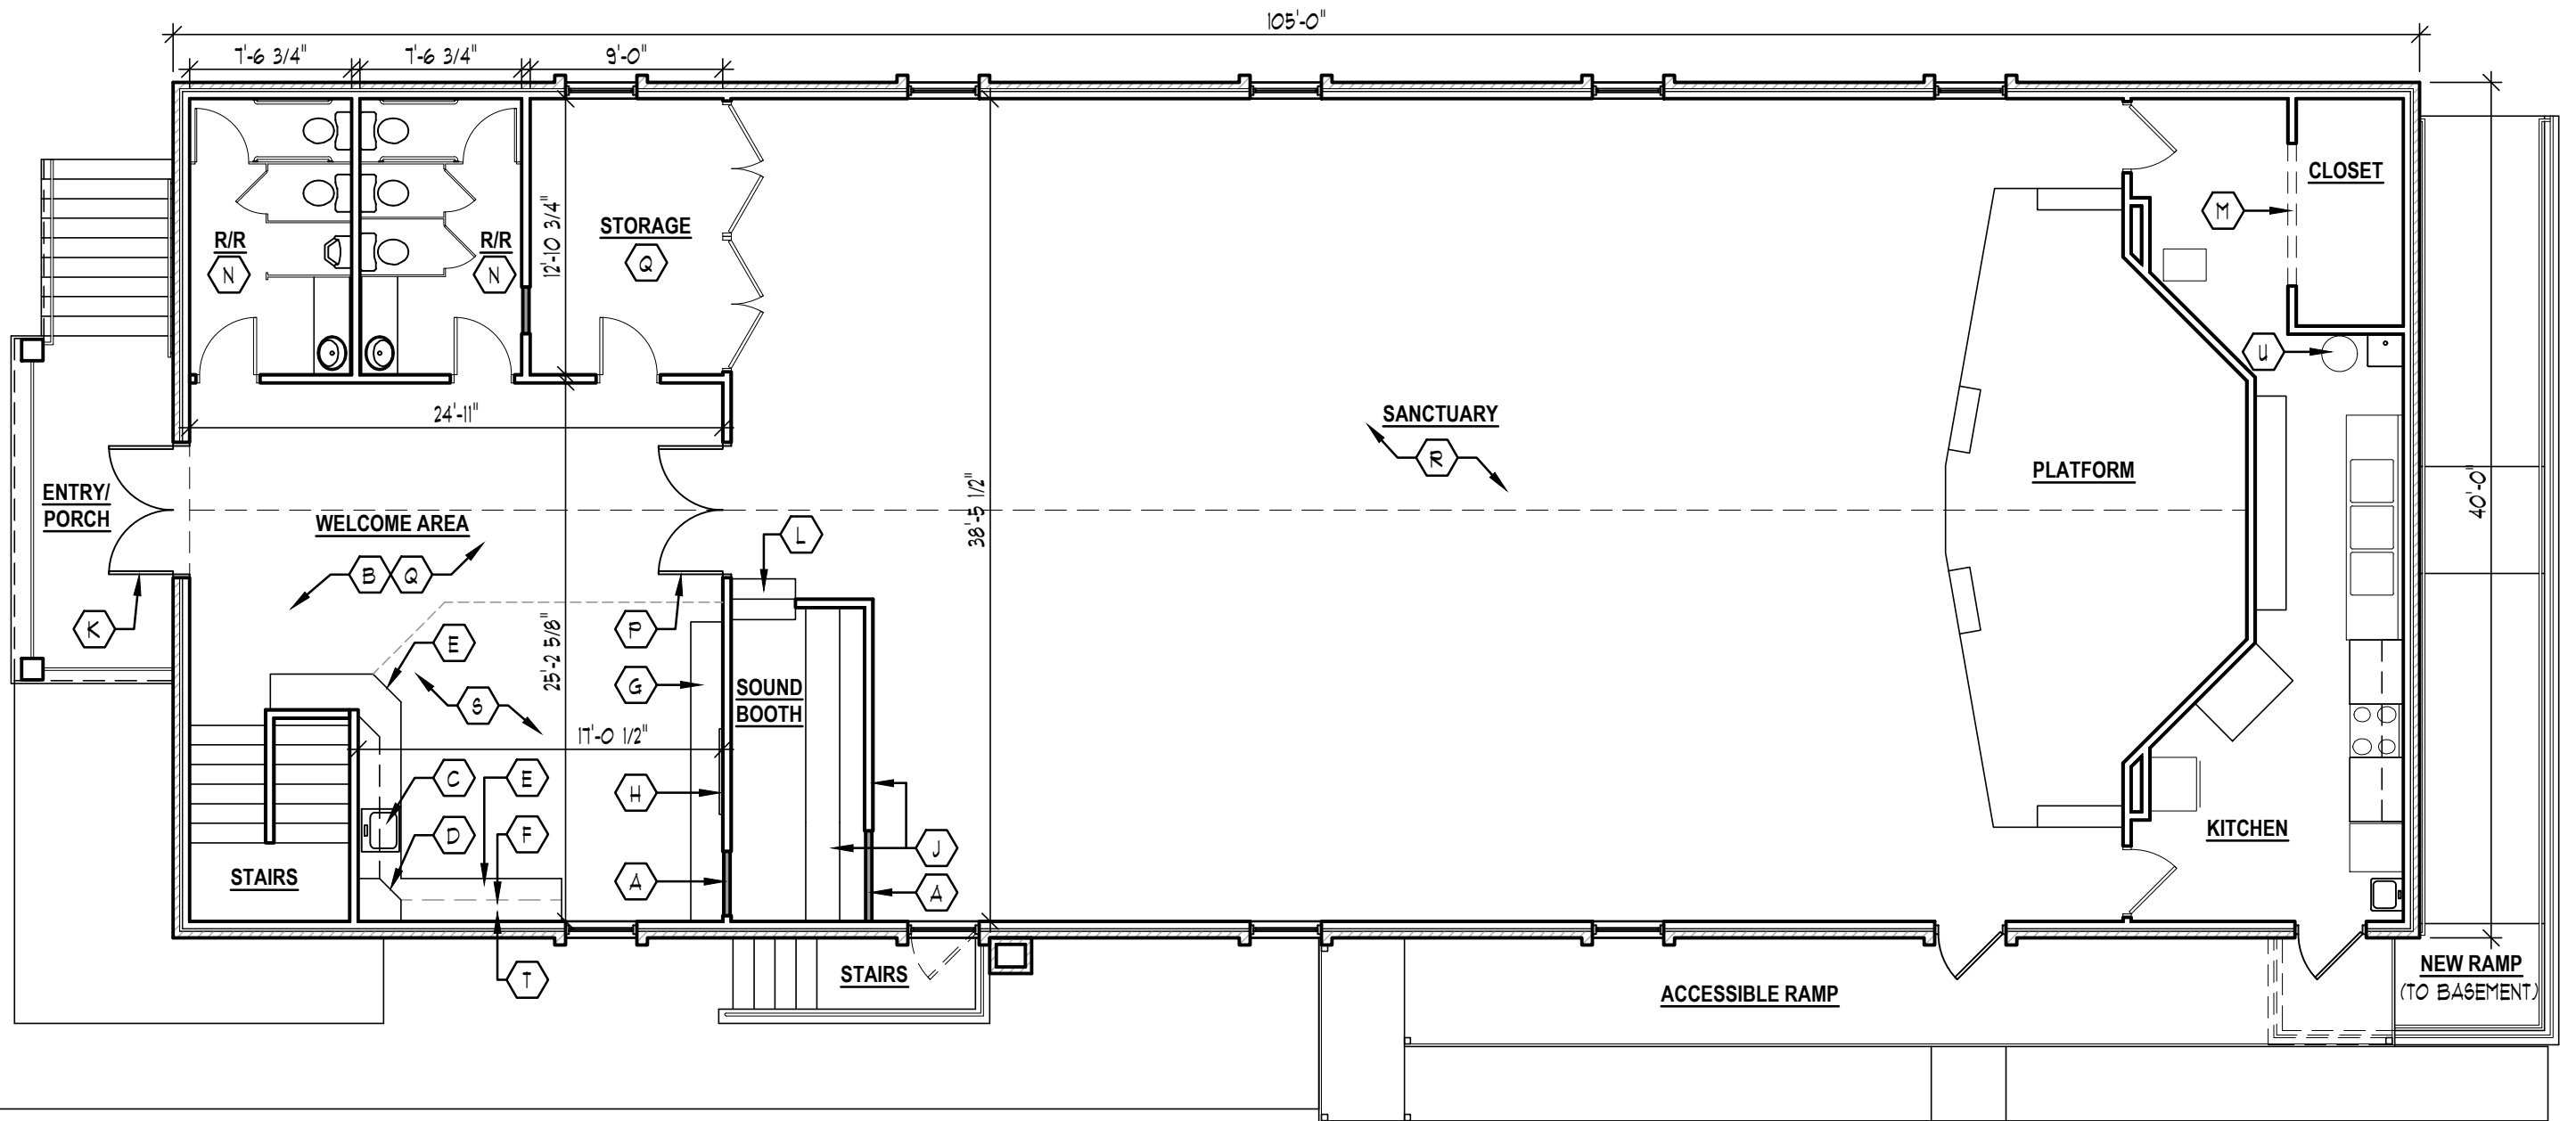 105'-0"
7'-6 3/4"
7'-6 3/4"
9'-0"
CLOSET
M
STORAGE
Q
R/R
N
R/R
N
12'-10 3/4"
U
24'-11"
SANCTUARY
R
PLATFORM
40'-0"
ENTRY/
PORCH
WELCOME AREA
B
Q
L
38'-5 1/2"
K
E
P
25'-2 5/8"
G
S
SOUND
BOOTH
17'-0 1/2"
C
E
H
D
F
J
KITCHEN
STAIRS
A
A
T
STAIRS
ACCESSIBLE RAMP
NEW RAMP
(TO BASEMENT)